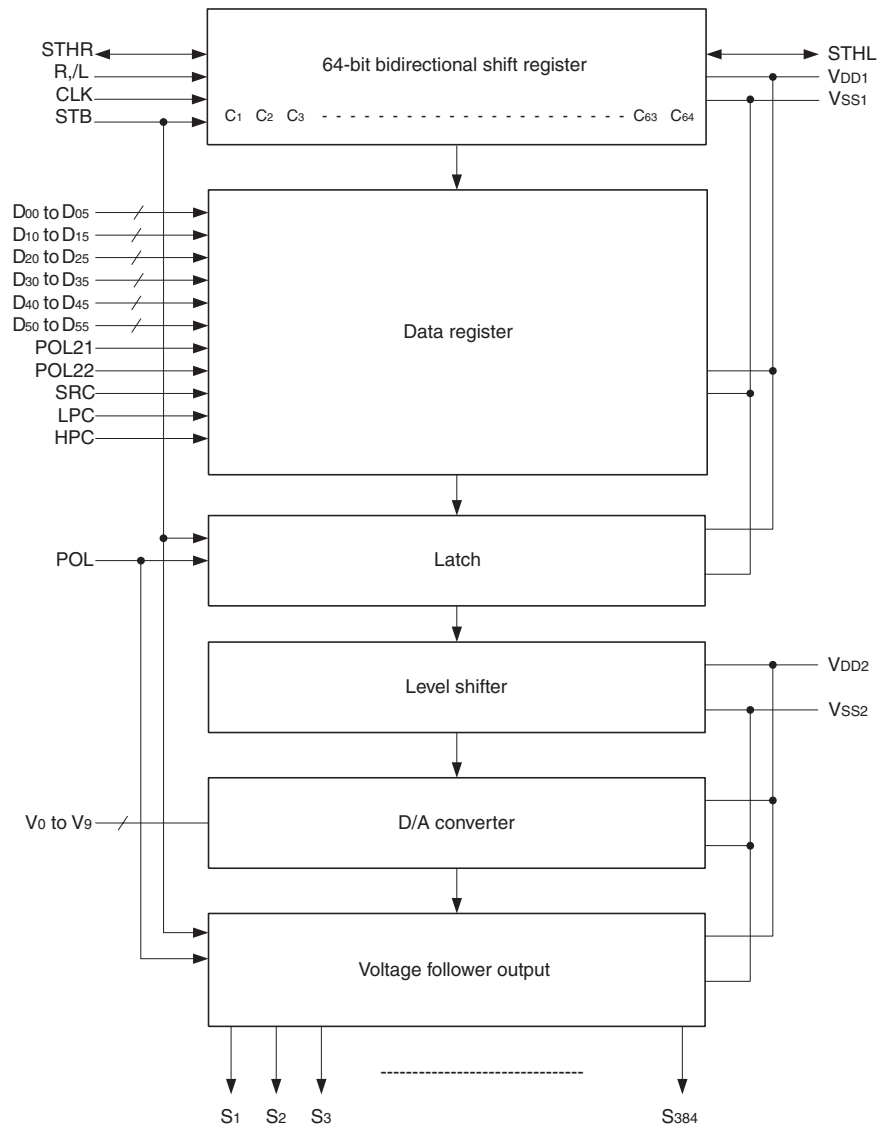 STHR
64-bit bidirectional shift register
STHL
R,/L
VDD1
CLK
VSS1
STB
C1 C2 C3 - - - - - - - - - - - - - - - - - - - - - C63 C64
D00 to D05
D10 to D15
D20 to D25
D30 to D35
D40 to D45
D50 to D55
Data register
POL21
POL22
SRC
LPC
HPC
POL
Latch
Level shifter
VDD2
VSS2
V0 to V9
D/A converter
Voltage follower output
S1 S2 S3 S384